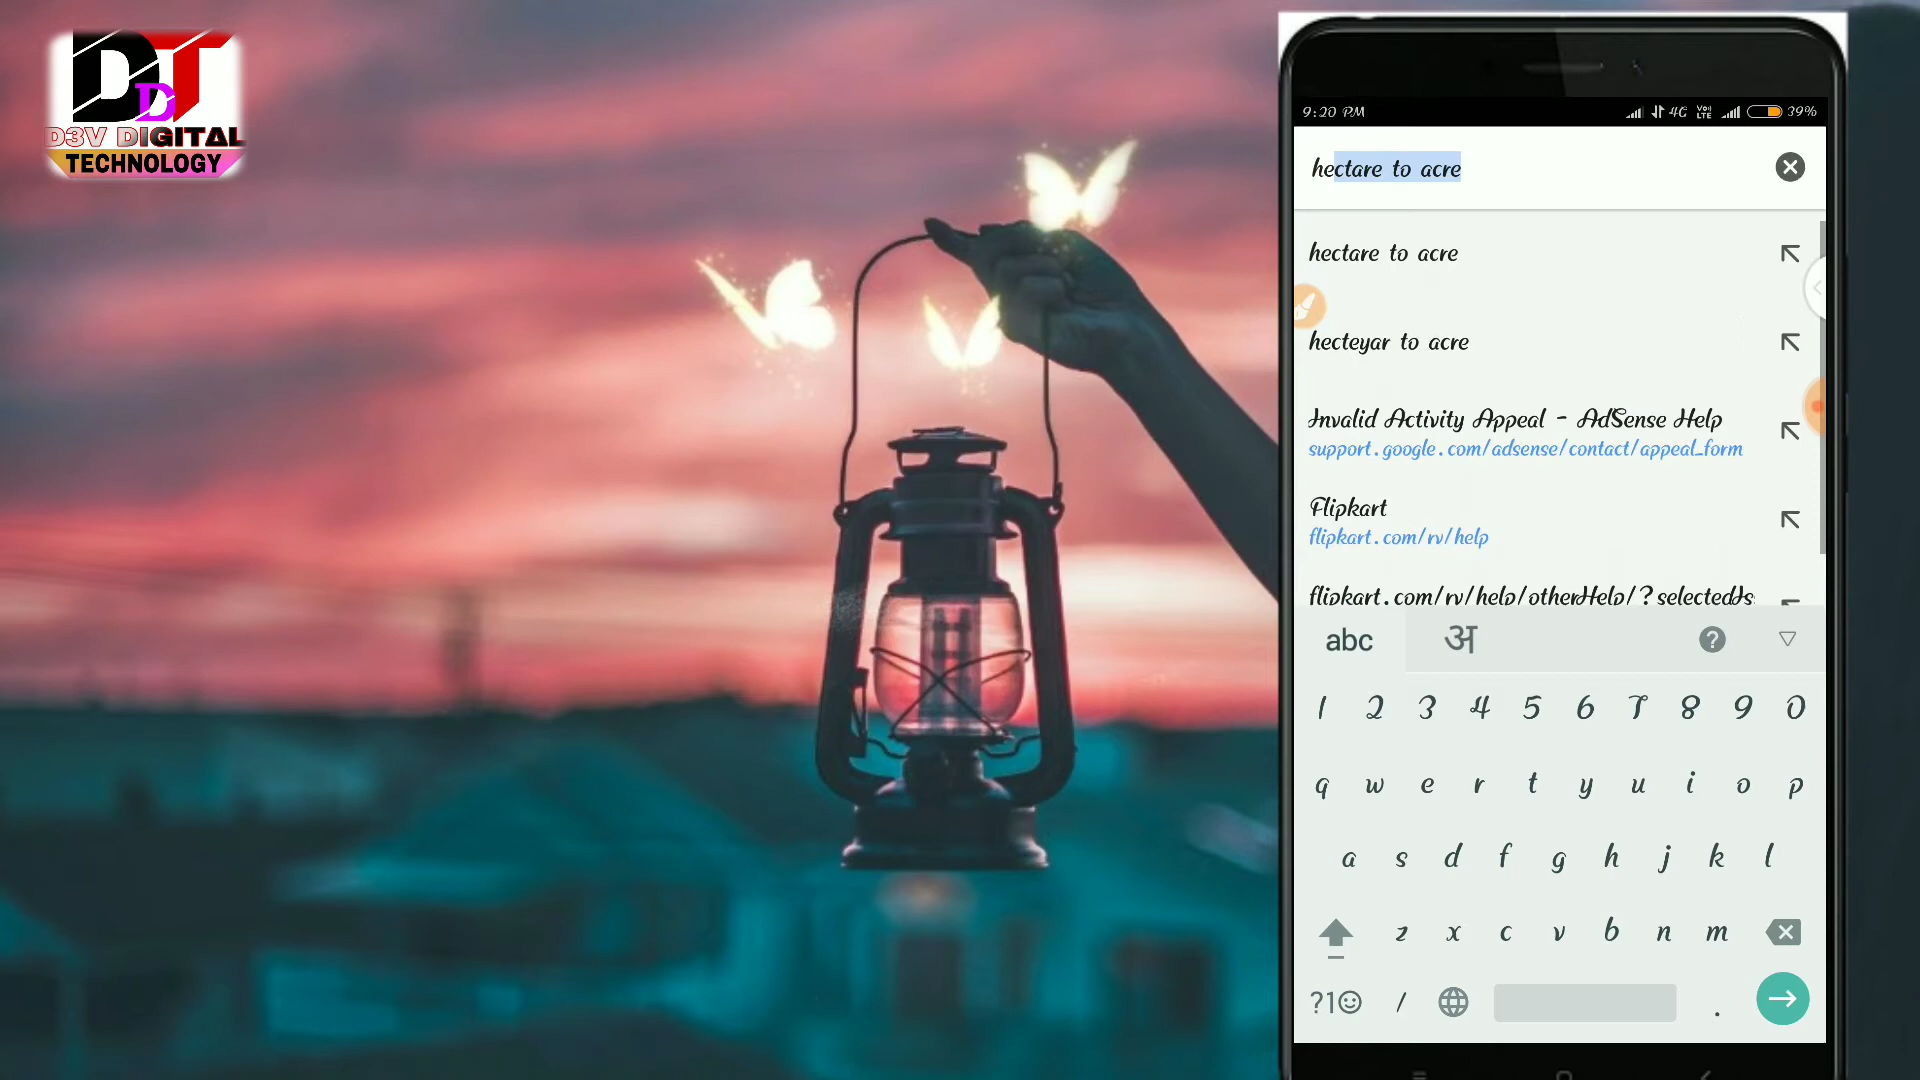 DDT
D3V DIGITAL
TECHNOLOGY
9:20 PM
4G VoLTE 39%
hectare to acre
hectare to acre
hecteyar to acre
Invalid Activity Appeal - AdSense Help
support.google.com/adsense/contact/appeal_form
Flipkart
flipkart.com/rv/help
flipkart.com/rv/help/otherHelp/?selectedIs
abc अ ?
1 2 3 4 5 6 7 8 9 0
q w e r t y u i o p
a s d f g h j k l
z x c v b n m
?1☺ / .